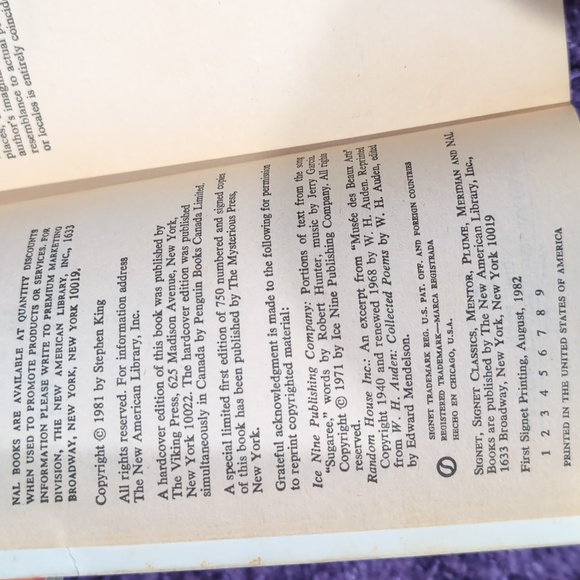 places,
author's imagination
semblance to actual pe
resemblance is entirely coincid
or locales is entirely coincid
NAL BOOKS ARE AVAILABLE AT QUANTITY DISCOUNTS
WHEN USED TO PROMOTE PRODUCTS OR SERVICES. FOR
INFORMATION PLEASE WRITE TO PREMIUM MARKETING
DIVISION, THE NEW AMERICAN LIBRARY, INC., 1633
BROADWAY, NEW YORK, NEW YORK 10019.
Copyright © 1981 by Stephen King
All rights reserved. For information address
The New American Library, Inc.
A hardcover edition of this book was published by
The Viking Press, 625 Madison Avenue, New York,
New York 10022. The hardcover edition was published
simultaneously in Canada by Penguin Books Canada Limited.
A special limited first edition of 750 numbered and signed copies
of this book has been published by The Mysterious Press,
New York.
Grateful acknowledgment is made to the following for permission
to reprint copyrighted material:
Ice Nine Publishing Company: Portions of text from the song
"Sugaree," words by Robert Hunter, music by Jerry Garcia.
Copyright © 1971 by Ice Nine Publishing Company. All rights
reserved.
Random House Inc.: An excerpt from "Musée des Beaux Arts"
Copyright 1940 and renewed 1968 by W. H. Auden. Reprinted
from W. H. Auden: Collected Poems by W. H. Auden, edited
by Edward Mendelson.
SIGNET TRADEMARK REG. U.S. PAT. OFF. AND FOREIGN COUNTRIES
REGISTERED TRADEMARK—MARCA REGISTRADA
HECHO EN CHICAGO, U.S.A.
SIGNET, SIGNET CLASSICS, MENTOR, PLUME, MERIDIAN AND NAL
BOOKS are published by The New American Library, Inc.,
1633 Broadway, New York, New York 10019
First Signet Printing, August, 1982
1 2 3 4 5 6 7 8 9
PRINTED IN THE UNITED STATES OF AMERICA